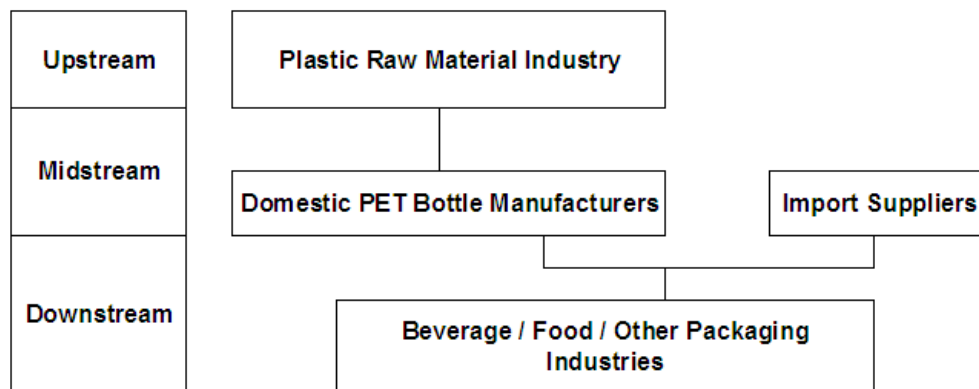 Upstream
Plastic Raw Material Industry
Midstream
Domestic PET Bottle Manufacturers
Import Suppliers
Downstream
Beverage / Food / Other Packaging
Industries